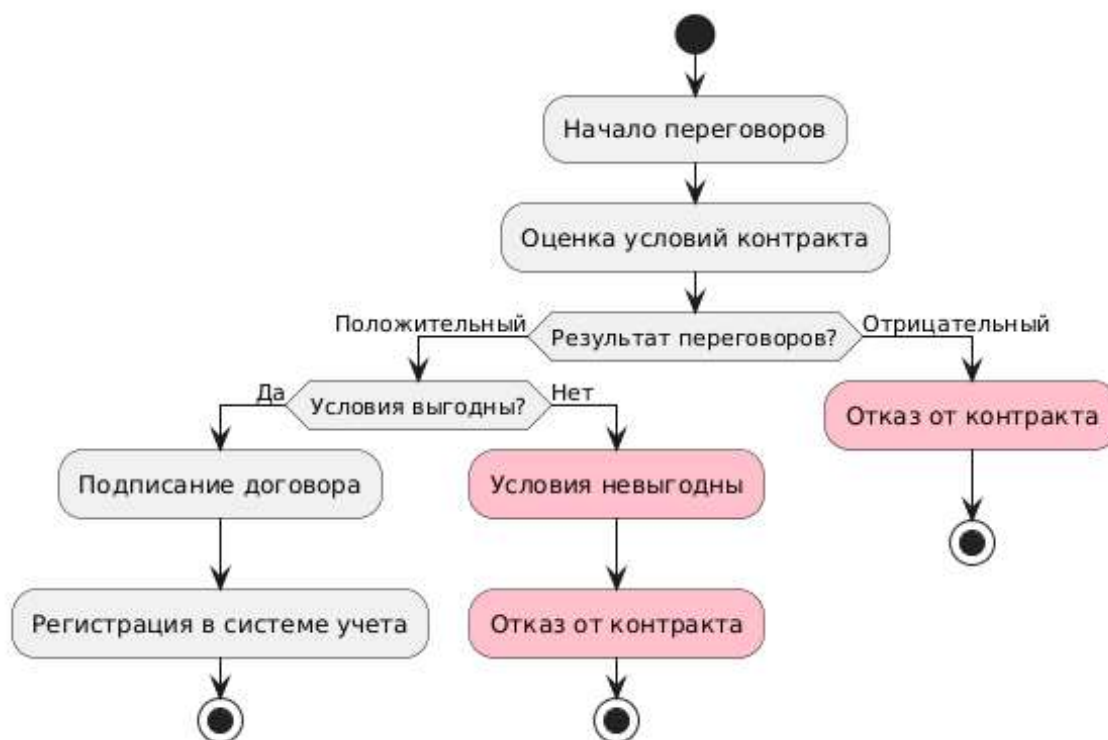 Начало переговоров
Оценка условий контракта
Положительный
Результат переговоров?
Отрицательный
Да
Условия выгодны?
Нет
Отказ от контракта
Подписание договора
Условия невыгодны
Регистрация в системе учета
Отказ от контракта